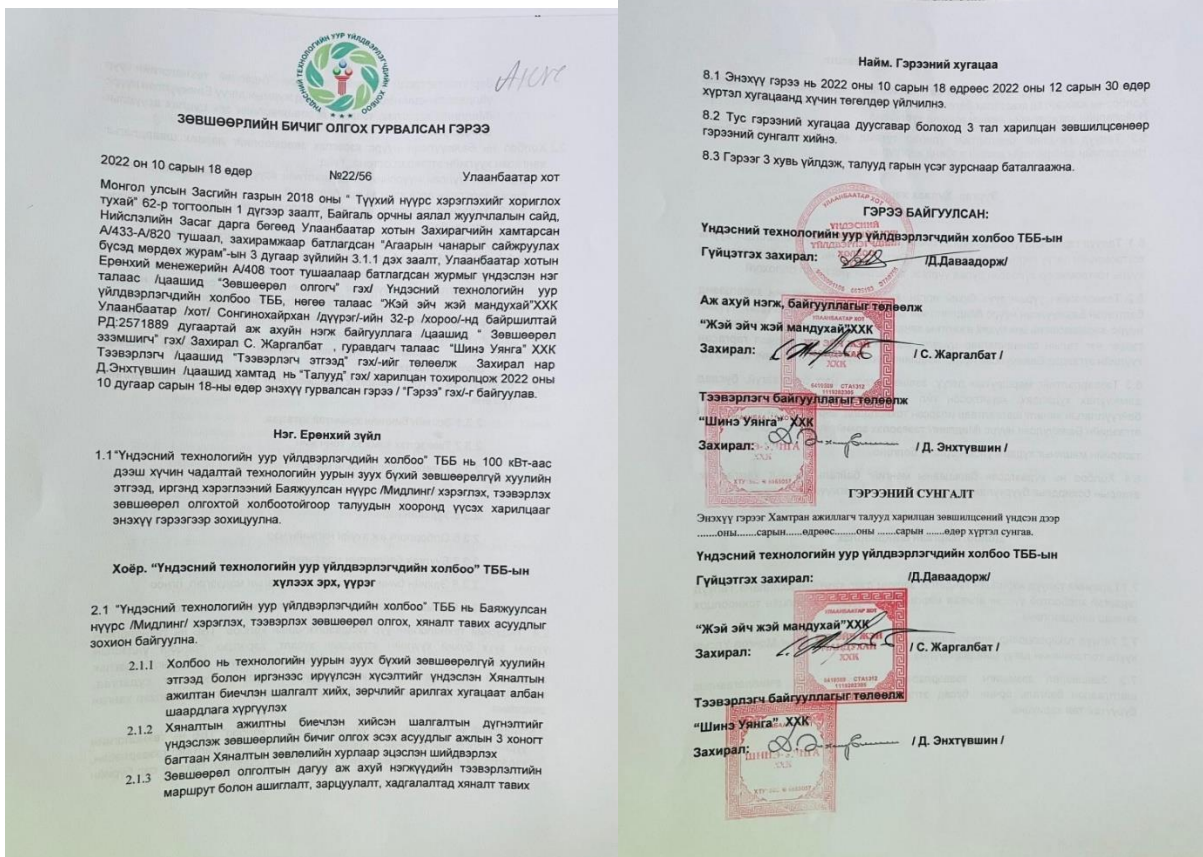 ҮНДЭСНИЙ ТЕХНОЛОГИЙН УУР ҮЙЛДВЭРЛЭГЧДИЙН ХОЛБОО
ЗӨВШӨӨРЛИЙН БИЧИГ ОЛГОХ ГУРВАЛСАН ГЭРЭЭ
2022 он 10 сарын 18 өдөр №22/56 Улаанбаатар хот
Монгол улсын Засгийн газрын 2018 оны “ Түүхий нүүрс хэрэглэхийг хориглох
тухай” 62-р тогтоолын 1 дүгээр заалт, Байгаль орчны аялал жуулчлалын сайд,
Нийслэлийн Засаг дарга бөгөөд Улаанбаатар хотын Захирагчийн хамтарсан
А/433-А/820 тушаал, захирамжаар батлагдсан “Агаарын чанарыг сайжруулах
бүсэд мөрдөх журам”-ын 3 дугаар зүйлийн 3.1.1 дэх заалт, Улаанбаатар хотын
Ерөнхий менежерийн А/408 тоот тушаалаар батлагдсан журмыг үндэслэн нэг
талаас /цаашид “Зөвшөөрөл олгогч” гэх/ Үндэсний технологийн уур
үйлдвэрлэгчдийн холбоо ТББ, нөгөө талаас “Жэй эйч жэй мандухай”ХХК
Улаанбаатар /хот/ Сонгинохайрхан /дүүрэг/-ийн 32-р /хороо/-нд байршилтай
РД:2571889 дугаартай аж ахуйн нэгж байгууллага /цаашид “ Зөвшөөрөл
эзэмшигч” гэх/ Захирал С. Жаргалбат , гуравдагч талаас “Шинэ Уянга” ХХК
Тээвэрлэгч /цаашид “Тээвэрлэгч этгээд” гэх/-ийг төлөөлж Захирал нар
Д.Энхтүвшин /цаашид хамтад нь “Талууд” гэх/ харилцан тохиролцож 2022 оны
10 дугаар сарын 18-ны өдөр энэхүү гурвалсан гэрээ / “Гэрээ” гэх/-г байгуулав.
Нэг. Ерөнхий зүйл
1.1 “Үндэсний технологийн уур үйлдвэрлэгчдийн холбоо” ТББ нь 100 кВт-аас
дээш хүчин чадалтай технологийн уурын зуух бүхий зөвшөөрөлгүй хуулийн
этгээд, иргэнд хэрэглээний Баяжуулсан нүүрс /Мидлинг/ хэрэглэх, тээвэрлэх
зөвшөөрөл олгохтой холбоотойгоор талуудын хооронд үүсэх харилцааг
энэхүү гэрээгээр зохицуулна.
Хоёр. “Үндэсний технологийн уур үйлдвэрлэгчдийн холбоо” ТББ-ын
хүлээх эрх, үүрэг
2.1 “Үндэсний технологийн уур үйлдвэрлэгчдийн холбоо” ТББ нь Баяжуулсан
нүүрс /Мидлинг/ хэрэглэх, тээвэрлэх зөвшөөрөл олгох, хяналт тавих асуудлыг
зохион байгуулна.
2.1.1 Холбоо нь технологийн уурын зуух бүхий зөвшөөрөлгүй хуулийн
этгээд болон иргэнээс ирүүлсэн хүсэлтийг үндэслэн Хяналтын
ажилтан биечлэн шалгалт хийх, зөрчлийг арилгах хугацаат албан
шаардлага хүргүүлэх
2.1.2 Хяналтын ажилтны биечлэн хийсэн шалгалтын дүгнэлтийг
үндэслэж зөвшөөрлийн бичиг олгох эсэх асуудлыг ажлын 3 хоногт
багтаан Хяналтын зөвлөлийн хурлаар эцэслэн шийдвэрлэх
2.1.3 Зөвшөөрөл олголтын дагуу аж ахуй нэгжүүдийн тээвэрлэлтийн
маршрут болон ашиглалт, зарцуулалт, хадгалалтад хяналт тавих
Найм. Гэрээний хугацаа
8.1 Энэхүү гэрээ нь 2022 оны 10 сарын 18 өдрөөс 2022 оны 12 сарын 30 өдөр
хүртэл хугацаанд хүчин төгөлдөр үйлчилнэ.
8.2 Тус гэрээний хугацаа дуусгавар болоход 3 тал харилцан зөвшилцсөнөөр
гэрээний сунгалт хийнэ.
8.3 Гэрээг 3 хувь үйлдэж, талууд гарын үсэг зурснаар баталгаажна.
ГЭРЭЭ БАЙГУУЛСАН:
Үндэсний технологийн уур үйлдвэрлэгчдийн холбоо ТББ-ын
Гүйцэтгэх захирал: /Д.Даваадорж/
Аж ахуй нэгж, байгууллагыг төлөөлж
“Жэй эйч жэй мандухай”ХХК
Захирал: / С. Жаргалбат /
Тээвэрлэгч байгууллагыг төлөөлж
“Шинэ Уянга” ХХК
Захирал: / Д. Энхтүвшин /
ГЭРЭЭНИЙ СУНГАЛТ
Энэхүү гэрээг Хамтран ажиллагч талууд харилцан зөвшилцсөний үндсэн дээр
.......оны......сарын......өдрөөс......оны ......сарын ......өдөр хүртэл сунгав.
Үндэсний технологийн уур үйлдвэрлэгчдийн холбоо ТББ-ын
Гүйцэтгэх захирал: /Д.Даваадорж/
“Жэй эйч жэй мандухай”ХХК
Захирал: / С. Жаргалбат /
Тээвэрлэгч байгууллагыг төлөөлж
“Шинэ Уянга” ХХК
Захирал: / Д. Энхтүвшин /